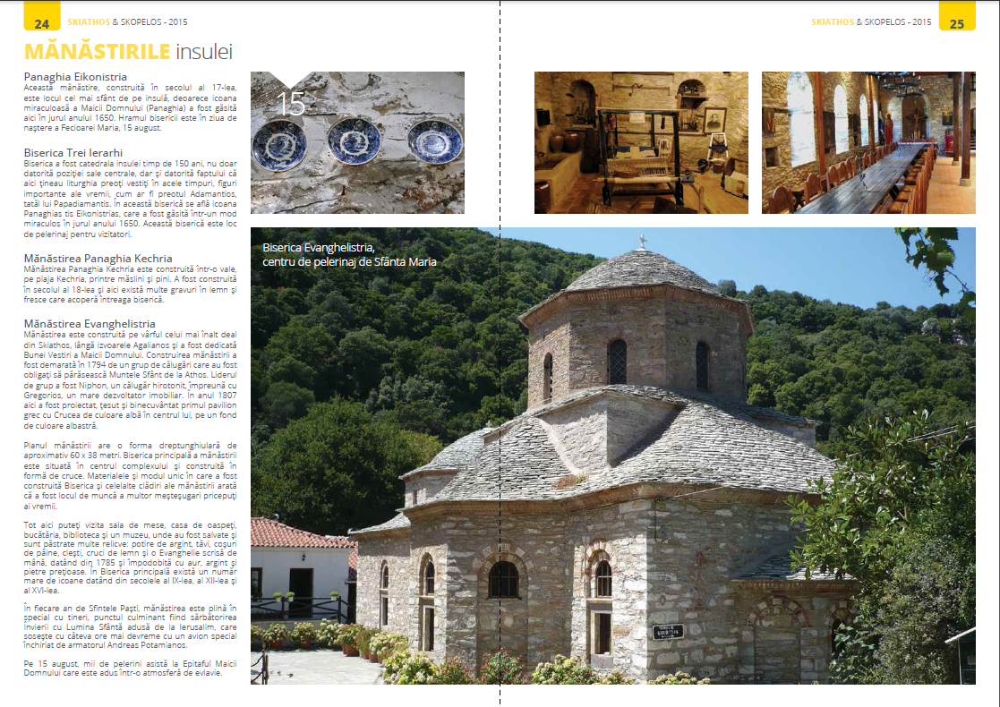 24
SKIATHOS & SKOPELOS - 2015
SKIATHOS & SKOPELOS - 2015
25
MĂNĂSTIRILE insulei
Panaghia Eikonistria
Această mănăstire, construită în secolul al 17-lea,
este locul cel mai sfânt de pe insulă, deoarece icoana
miraculoasă a Maicii Domnului (Panaghia) a fost găsită
aici în jurul anului 1650. Hramul bisericii este în ziua de
naștere a Fecioarei Maria, 15 august.
Biserica Trei Ierarhi
Biserica a fost catedrala insulei timp de 150 ani, nu doar
datorită poziției sale centrale, dar și datorită faptului că
aici țineau liturghia preoți vestiți în acele timpuri, figuri
importante ale vremii, cum ar fi preotul Adamantios,
tatăl lui Papadiamantis. În această biserică se află icoana
Panaghias tis Eikonistrias, care a fost găsită într-un mod
miraculos în jurul anului 1650. Această biserică este loc
de pelerinaj pentru vizitatori.
Mănăstirea Panaghia Kechria
Mănăstirea Panaghia Kechria este construită într-o vale,
pe plaja Kechria, printre măslini și pini. A fost construită
în secolul al 18-lea și aici există multe gravuri în lemn și
fresce care acoperă întreaga biserică.
Mănăstirea Evanghelistria
Mănăstirea este construită pe vârful celui mai înalt deal
din Skiathos, lângă izvoarele Agalianos și a fost dedicată
Bunei Vestiri a Maicii Domnului. Construirea mănăstirii a
fost demarată în 1794 de un grup de călugări care au fost
obligați să părăsească Muntele Sfânt de la Athos. Liderul
de grup a fost Niphon, un călugăr hirotonit, împreună cu
Gregorios, un mare dezvoltator imobiliar. În anul 1807
aici a fost proiectat, țesut și binecuvântat primul pavilion
grec cu Crucea de culoare albă în centrul lui, pe un fond
de culoare albastră.
Planul mănăstirii are o forma dreptunghiulară de
aproximativ 60 x 38 metri. Biserica principală a mănăstirii
este situată în centrul complexului și construită în
formă de cruce. Materialele și modul unic în care a fost
construită Biserica și celelalte clădiri ale mănăstirii arată
că a fost locul de muncă a multor meșteșugari pricepuți
ai vremii.
Tot aici puteți vizita sala de mese, casa de oaspeți,
bucătăria, biblioteca și un muzeu, unde au fost salvate și
sunt păstrate multe relicve: potire de argint, tăvi, coșuri
de pâine, clești, cruci de lemn și o Evanghelie scrisă de
mână, datând din 1785 și împodobită cu aur, argint și
pietre prețioase. În Biserica principală există un număr
mare de icoane datând din secolele al IX-lea, al XII-lea și
al XVI-lea.
În fiecare an de Sfintele Paști, mănăstirea este plină în
special cu tineri, punctul culminant fiind sărbătorirea
Învierii cu Lumina Sfântă adusă de la Ierusalim, care
sosește cu câteva ore mai devreme cu un avion special
închiriat de armatorul Andreas Potamianos.
Pe 15 august, mii de pelerini asistă la Epitaful Maicii
Domnului care este adus într-o atmosferă de evlavie.
15
Biserica Evanghelistria,
centru de pelerinaj de Sfânta Maria